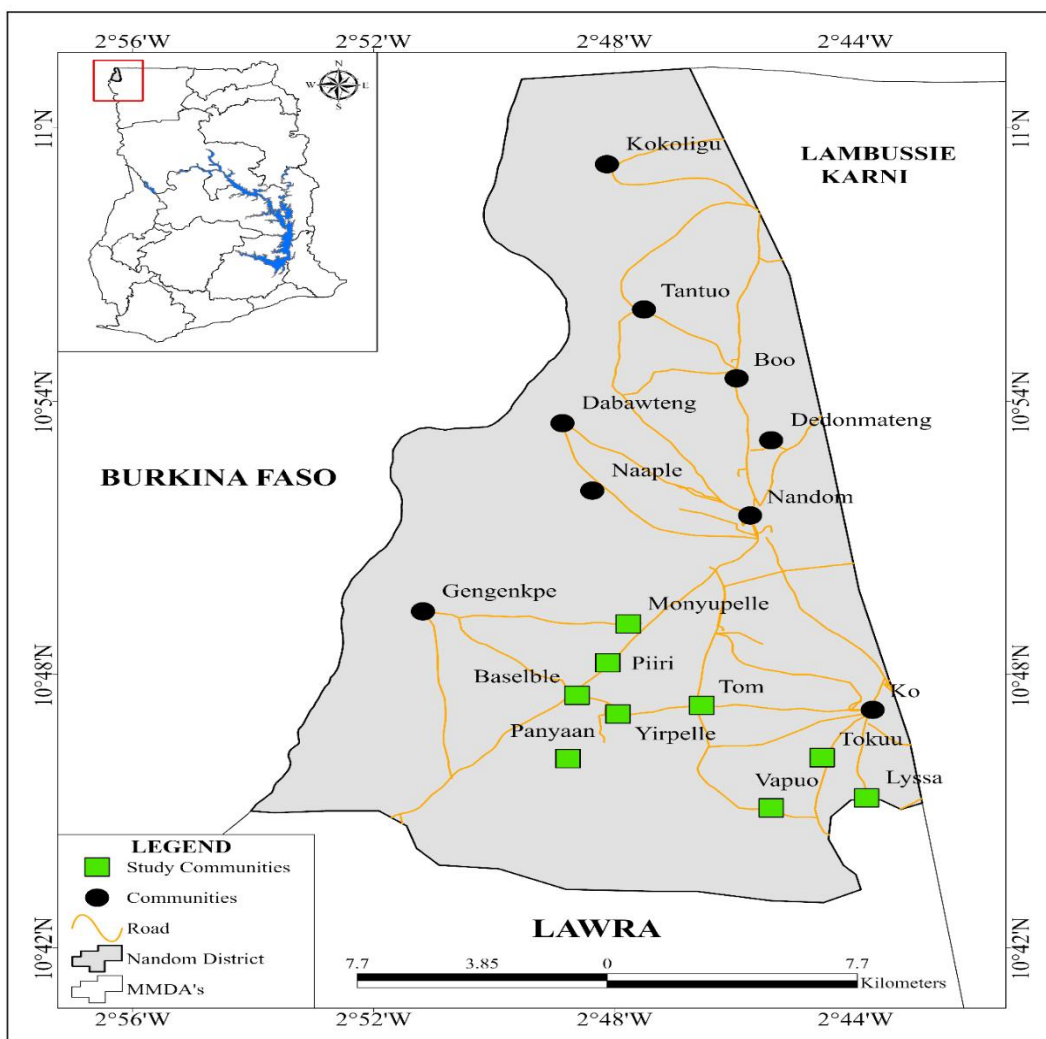 2°56'W
2°52'W
2°48'W
2°44'W
N
W
E
S
11°N
11°N
Kokoligu
LAMBUSSIE
KARNI
Tantuo
Boo
10°54'N
10°54'N
Dabawteng
Dedonmateng
BURKINA FASO
Naaple
Nandom
Gengenkpe
Monyupelle
Piiri
10°48'N
10°48'N
Baselble
Tom
Ko
Panyaan
Yirpelle
Tokuu
Vapuo
Lyssa
LEGEND
Study Communities
Communities
Road
Nandom District
MMDA's
LAWRA
10°42'N
10°42'N
7.7
3.85
0
7.7
Kilometers
2°56'W
2°52'W
2°48'W
2°44'W